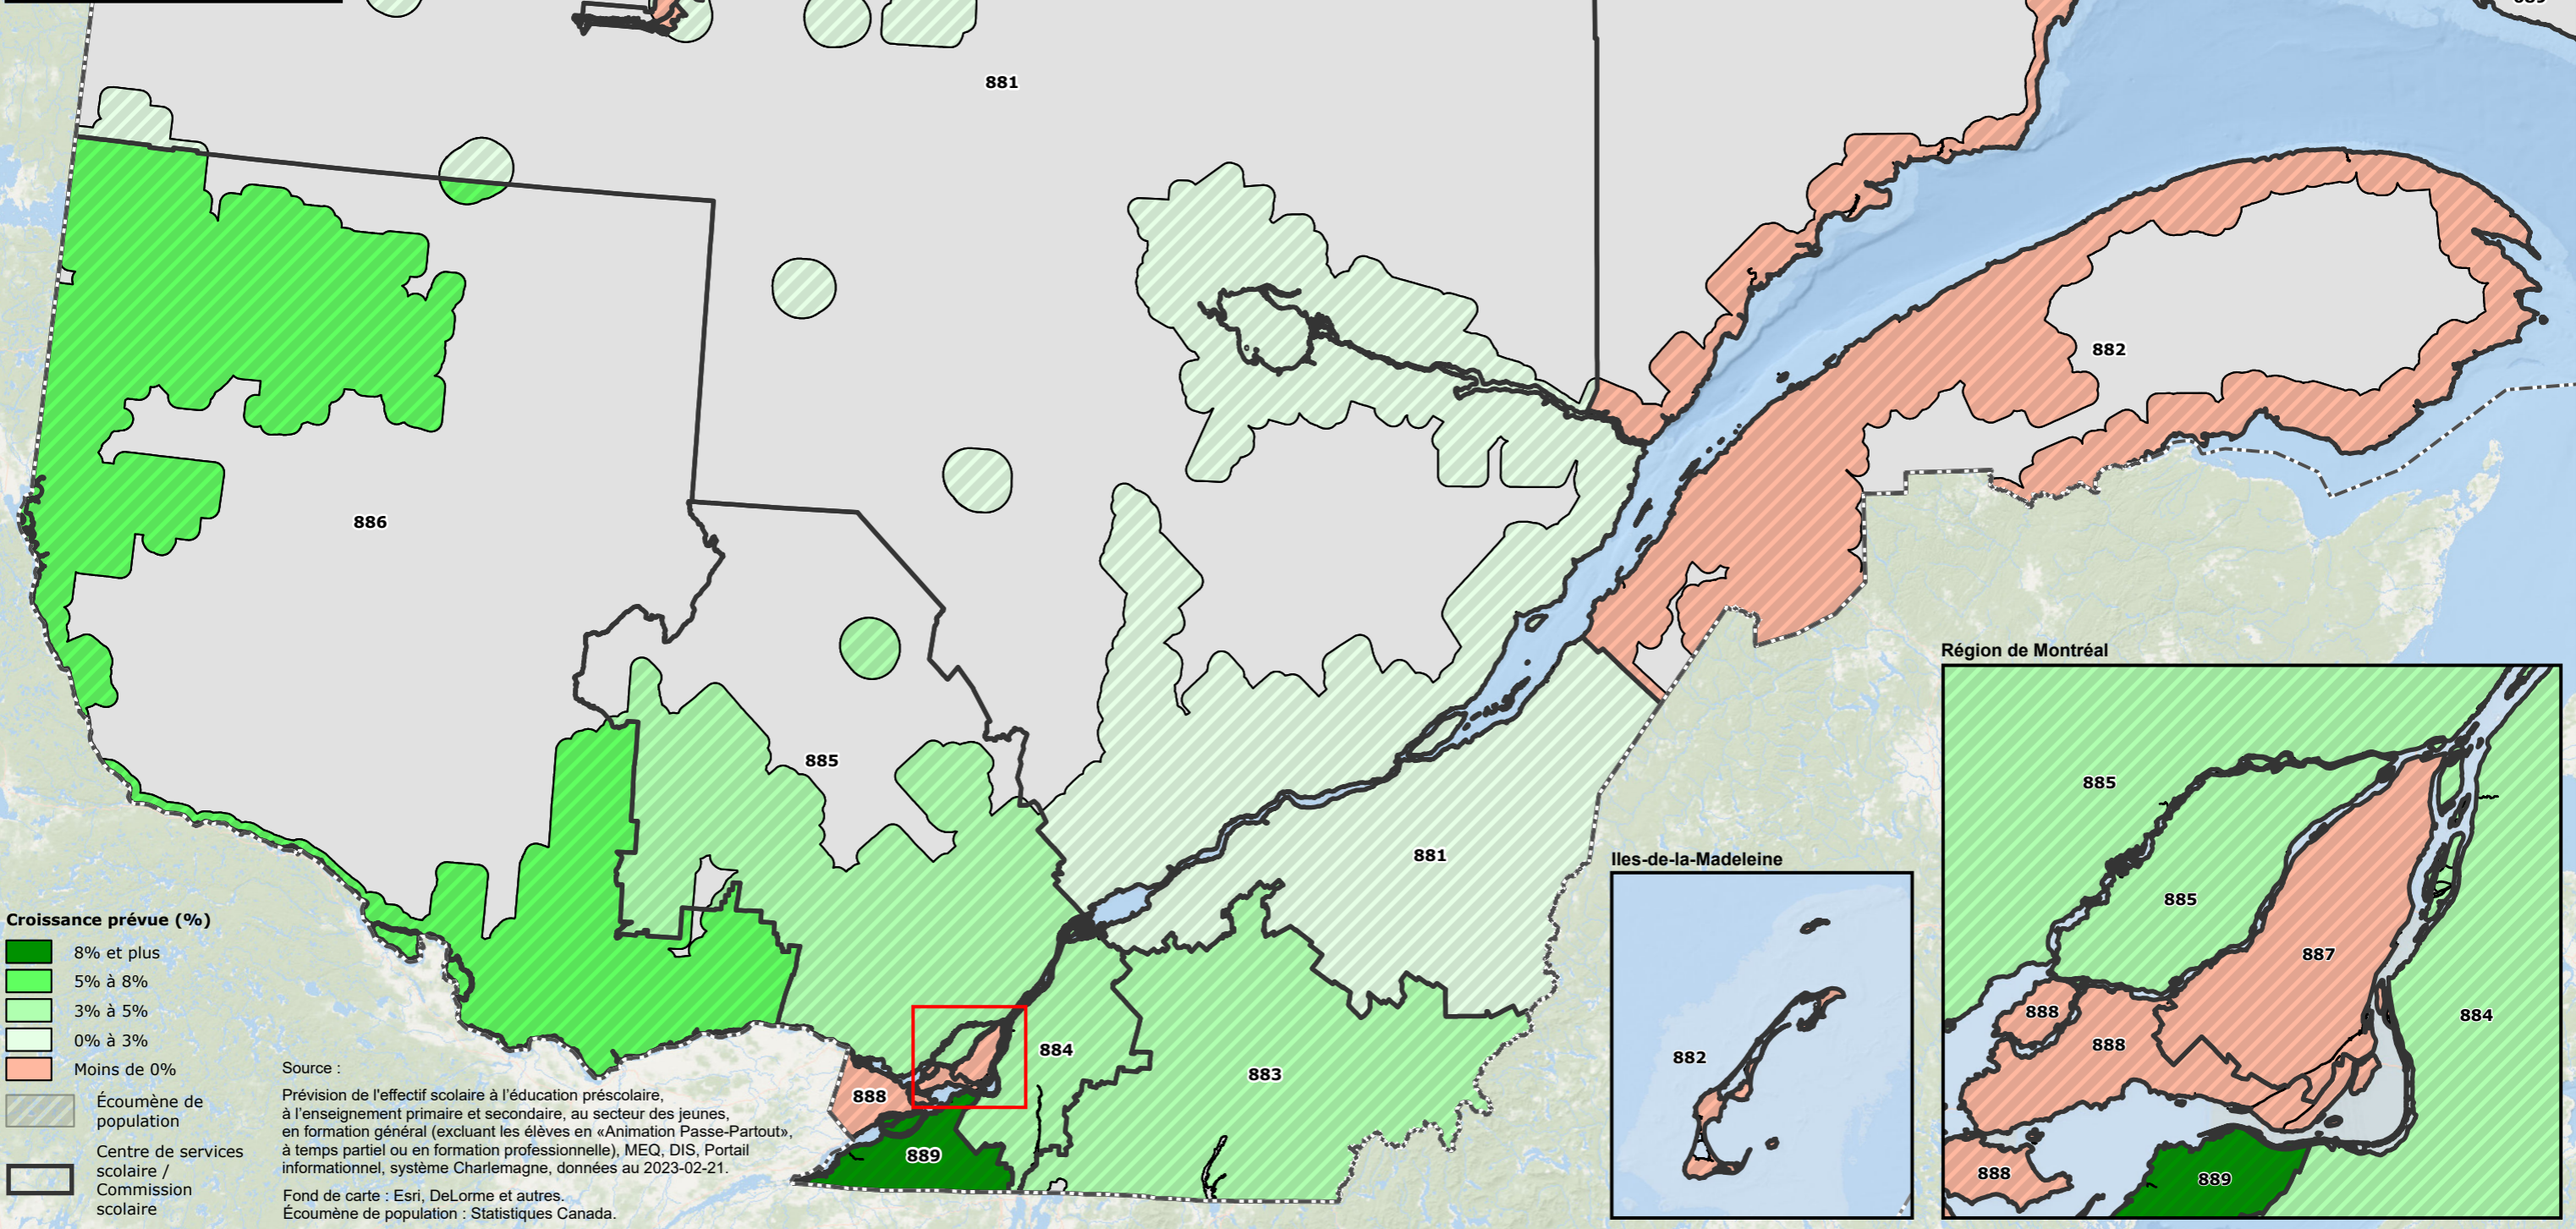 889
881
882
886
Région de Montréal
885
881
Iles-de-la-Madeleine
885
885
Croissance prévue (%)
8% et plus
5% à 8%
3% à 5%
0% à 3%
Moins de 0%
Écoumène de
population
Centre de services
scolaire /
Commission
scolaire
Source :
Prévision de l'effectif scolaire à l'éducation préscolaire,
à l'enseignement primaire et secondaire, au secteur des jeunes,
en formation général (excluant les élèves en «Animation Passe-Partout»,
à temps partiel ou en formation professionnelle), MEQ, DIS, Portail
informationnel, système Charlemagne, données au 2023-02-21.
Fond de carte : Esri, DeLorme et autres.
Écoumène de population : Statistiques Canada.
884
883
888
889
882
887
888
888
884
888
889